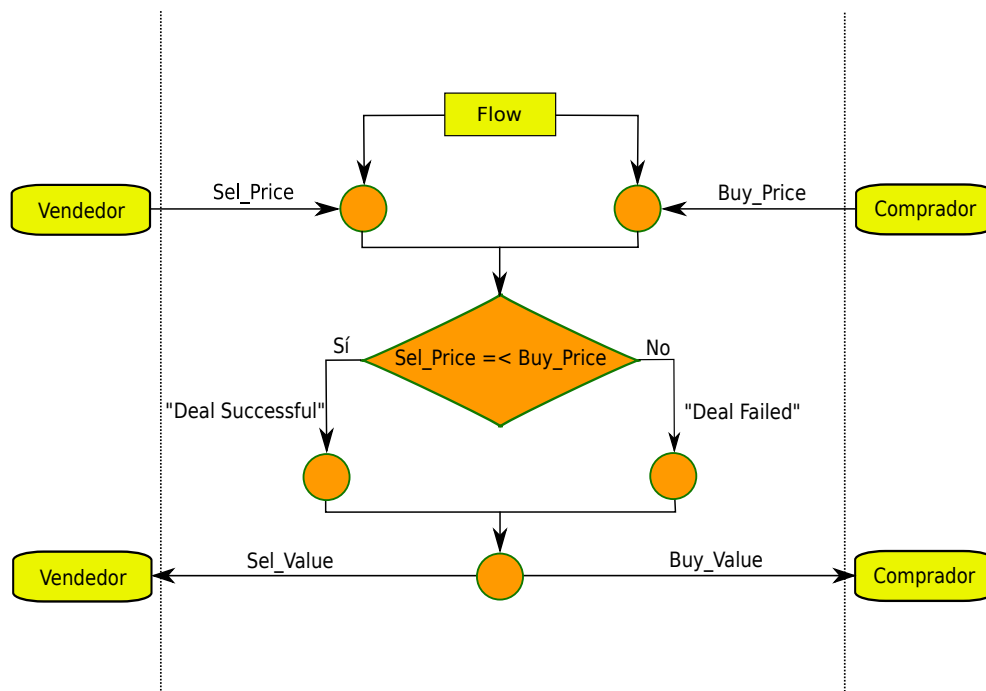 Flow
Sel_Price
Buy_Price
Vendedor
Comprador
Sí
No
Sel_Price =< Buy_Price
"Deal Successful"
"Deal Failed"
Sel_Value
Buy_Value
Vendedor
Comprador